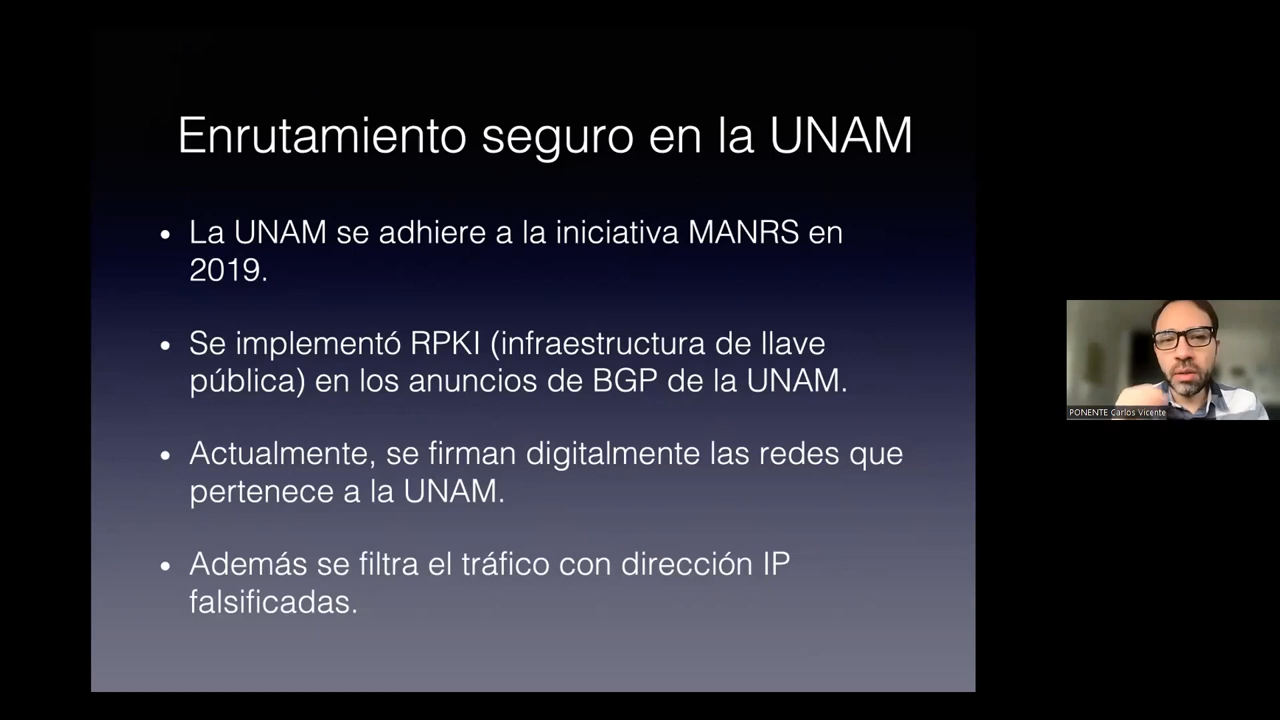 Enrutamiento seguro en la UNAM
• La UNAM se adhiere a la iniciativa MANRS en
2019.
• Se implementó RPKI (infraestructura de llave
pública) en los anuncios de BGP de la UNAM.
• Actualmente, se firman digitalmente las redes que
pertenece a la UNAM.
• Además se filtra el tráfico con dirección IP
falsificadas.
PONENTE Carlos Vicente